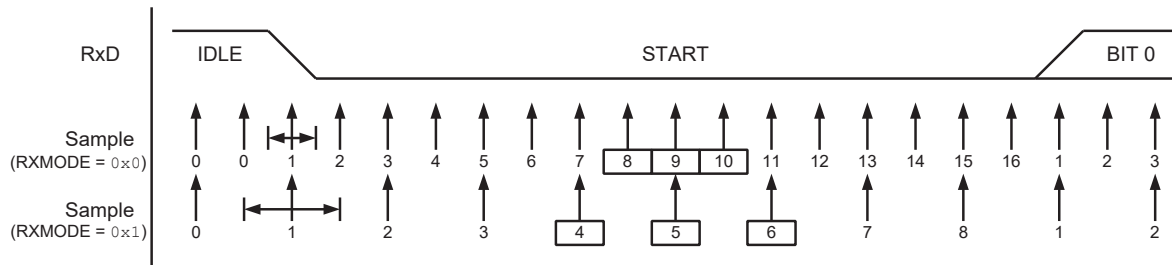 RxD IDLE START BIT 0
Sample
(RXMODE = 0x0) 0 0 1 2 3 4 5 6 7 8 9 10 11 12 13 14 15 16 1 2 3
Sample
(RXMODE = 0x1) 0 1 2 3 4 5 6 7 8 1 2